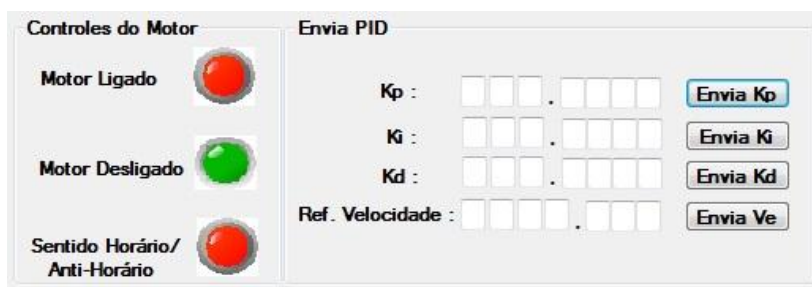 Controles do Motor
Motor Ligado
Motor Desligado
Sentido Horário/
Anti-Horário
Envia PID
Kp :
.
Envia Kp
Ki :
.
Envia Ki
Kd :
.
Envia Kd
Ref. Velocidade :
.
Envia Ve